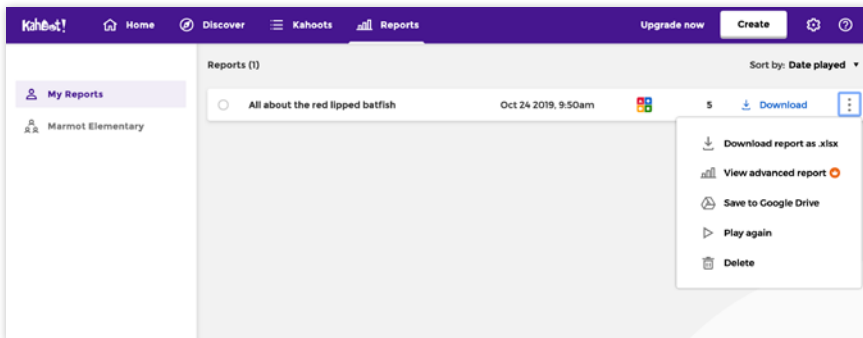 Kahoot!
Home
Discover
Kahoots
Reports
Upgrade now
Create
Reports (1)
Sort by: Date played
My Reports
Marmot Elementary
All about the red lipped batfish
Oct 24 2019, 9:50am
5
Download
Download report as .xlsx
View advanced report
Save to Google Drive
Play again
Delete